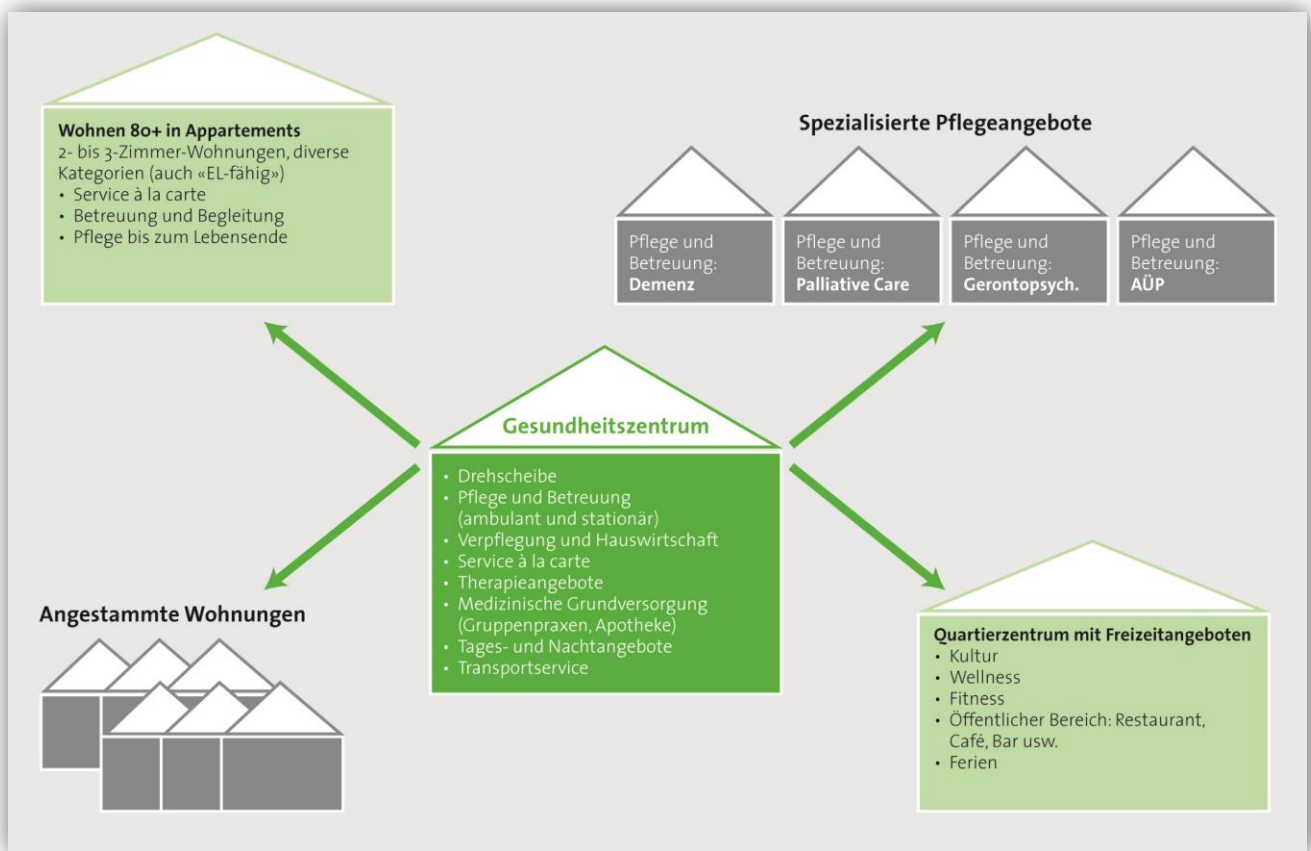 Wohnen 80+ in Appartements
2- bis 3-Zimmer-Wohnungen, diverse
Kategorien (auch «EL-fähig»)
• Service à la carte
• Betreuung und Begleitung
• Pflege bis zum Lebensende
Spezialisierte Pflegeangebote
Pflege und
Betreuung:
Demenz
Pflege und
Betreuung:
Palliative Care
Pflege und
Betreuung:
Gerontopsych.
Pflege und
Betreuung:
AÜP
Gesundheitszentrum
• Drehscheibe
• Pflege und Betreuung
(ambulant und stationär)
• Verpflegung und Hauswirtschaft
• Service à la carte
• Therapieangebote
• Medizinische Grundversorgung
(Gruppenpraxen, Apotheke)
• Tages- und Nachtangebote
• Transportservice
Angestammte Wohnungen
Quartierzentrum mit Freizeitangeboten
• Kultur
• Wellness
• Fitness
• Öffentlicher Bereich: Restaurant,
Café, Bar usw.
• Ferien